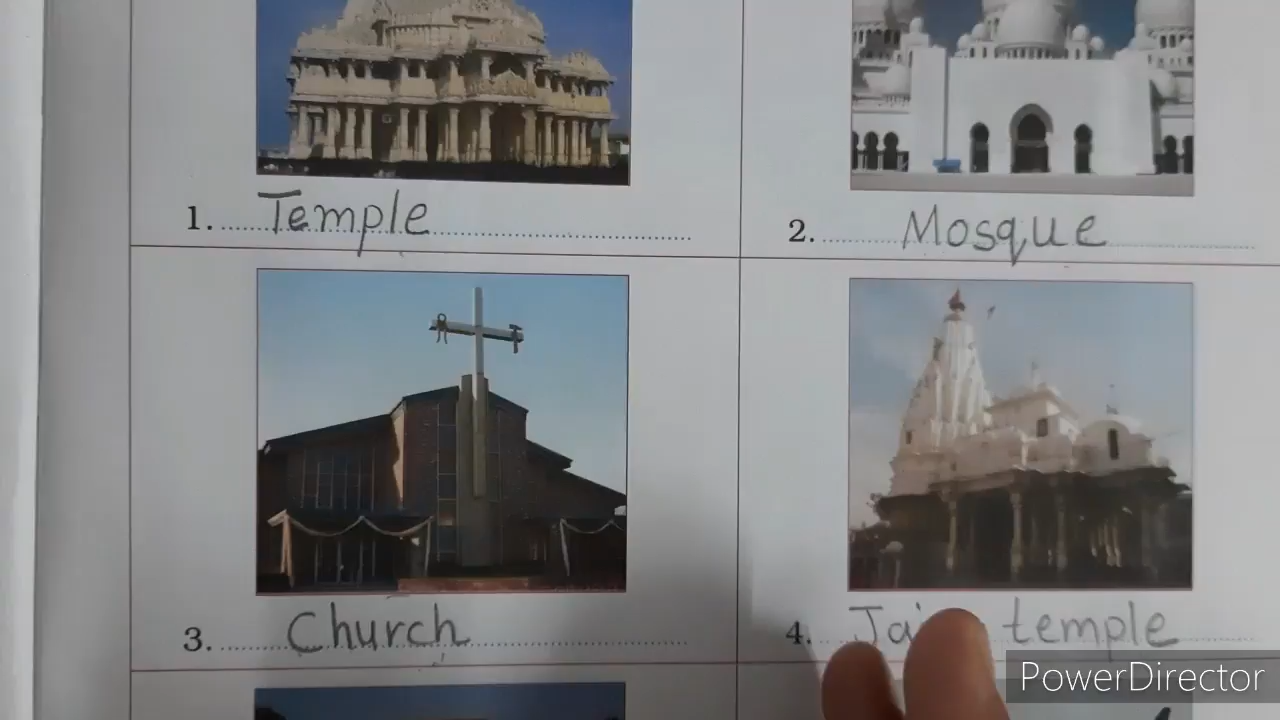 1. Temple
2. Mosque
3. Church
4. temple
PowerDirector